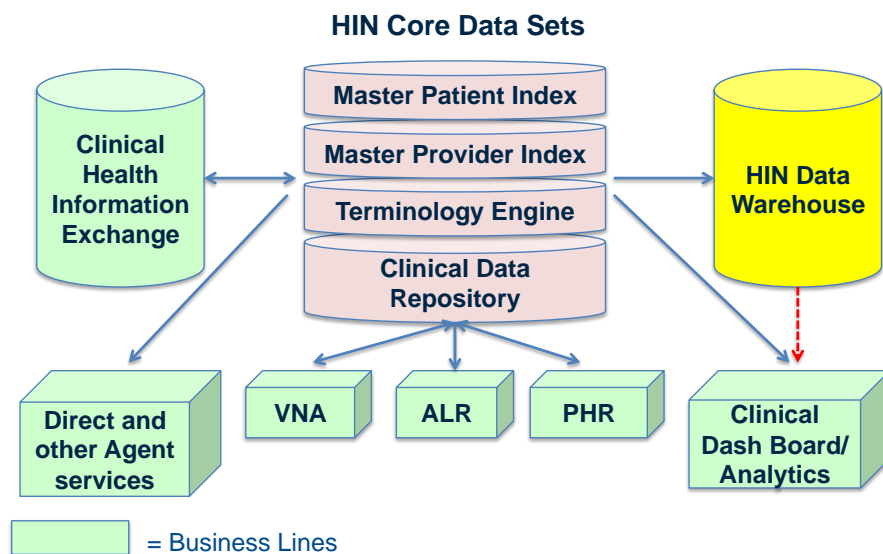 HIN Core Data Sets
Master Patient Index
Master Provider Index
Terminology Engine
Clinical Data
Repository
Clinical
Health
Information
Exchange
HIN Data
Warehouse
Direct and
other Agent
services
VNA
ALR
PHR
Clinical
Dash Board/
Analytics
= Business Lines